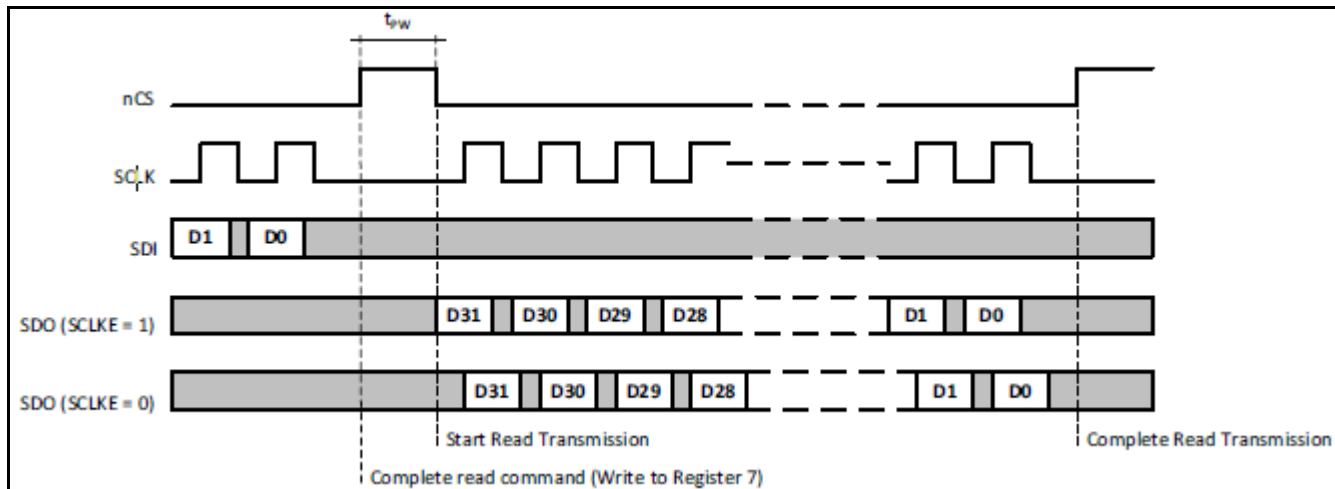 tPW
nCS
SCLK
SDI
D1 D0
SDO (SCLKE = 1)
D31 D30 D29 D28 D1 D0
SDO (SCLKE = 0)
D31 D30 D29 D28 D1 D0
Start Read Transmission
Complete Read Transmission
Complete read command (Write to Register 7)